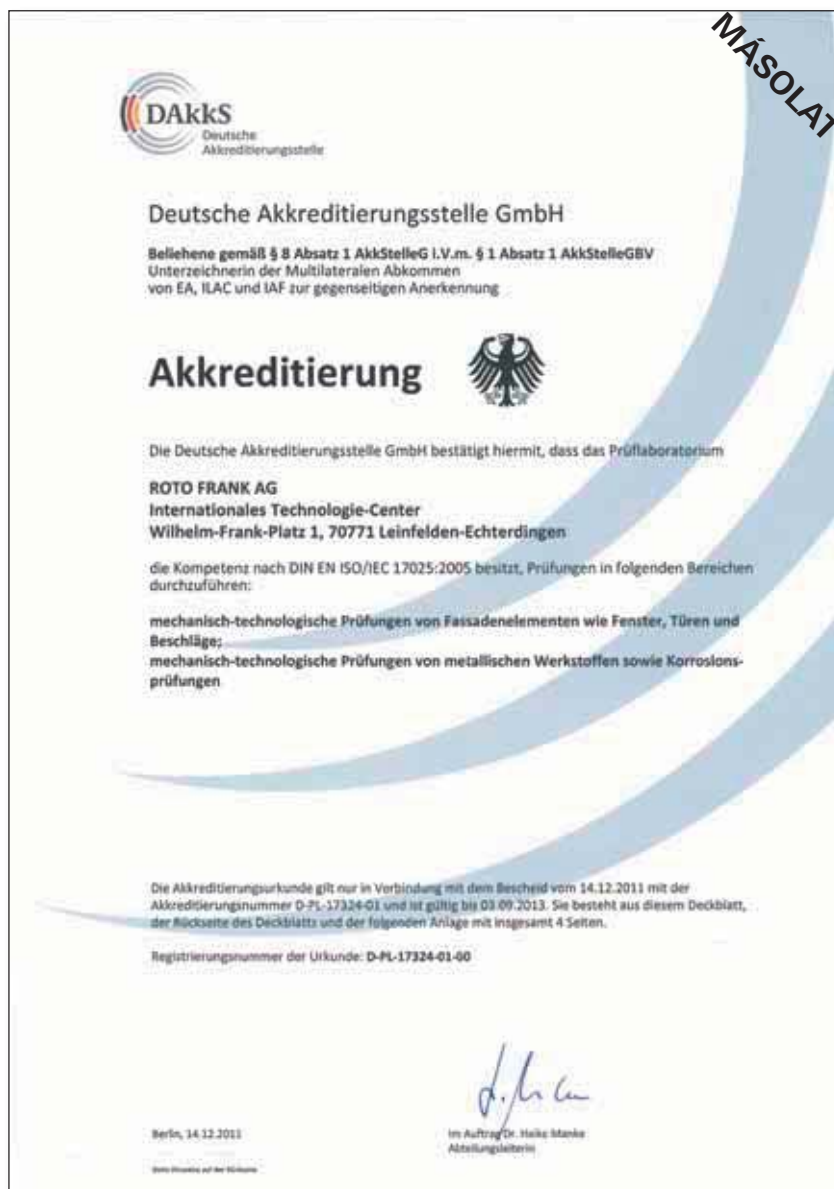 MÁSOLAT
DAkkS
Deutsche
Akkreditierungsstelle
Deutsche Akkreditierungsstelle GmbH
Beliehene gemäß § 8 Absatz 1 AkkStelleG i.V.m. § 1 Absatz 1 AkkStelleGBV
Unterzeichnerin der Multilateralen Abkommen
von EA, ILAC und IAF zur gegenseitigen Anerkennung
Akkreditierung
Die Deutsche Akkreditierungsstelle GmbH bestätigt hiermit, dass das Prüflaboratorium
ROTO FRANK AG
Internationales Technologie-Center
Wilhelm-Frank-Platz 1, 70771 Leinfelden-Echterdingen
die Kompetenz nach DIN EN ISO/IEC 17025:2005 besitzt, Prüfungen in folgenden Bereichen
durchzuführen:
mechanisch-technologische Prüfungen von Fassadenelementen wie Fenster, Türen und
Beschläge;
mechanisch-technologische Prüfungen von metallischen Werkstoffen sowie Korrosions-
prüfungen
Die Akkreditierungsurkunde gilt nur in Verbindung mit dem Bescheid vom 14.12.2011 mit der
Akkreditierungsnummer D-PL-17324-01 und ist gültig bis 03.09.2013. Sie besteht aus diesem Deckblatt,
der Rückseite des Deckblatts und der folgenden Anlage mit insgesamt 4 Seiten.
Registrierungsnummer der Urkunde: D-PL-17324-01-00
Berlin, 14.12.2011
Im Auftrag Dr. Heike Manke
Abteilungsleiterin
Siehe Hinweise auf der Rückseite